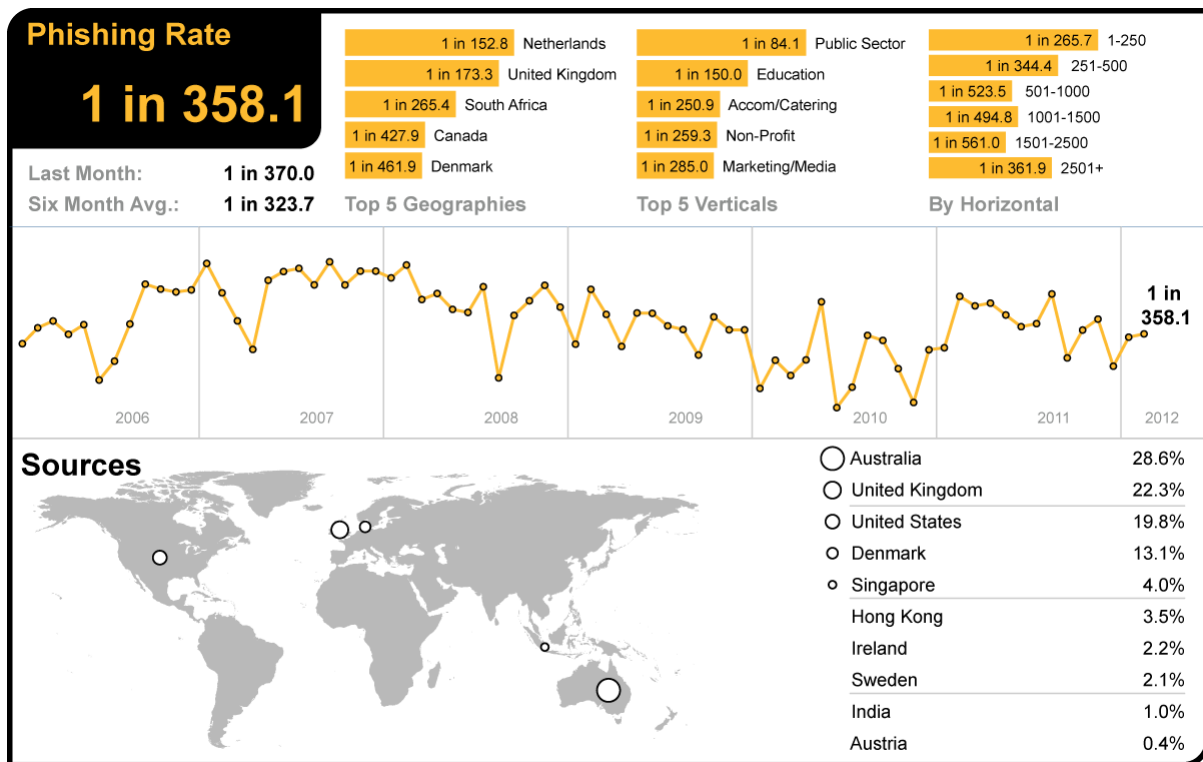 Phishing Rate
1 in 358.1
Last Month: 1 in 370.0
Six Month Avg.: 1 in 323.7
1 in 152.8 Netherlands
1 in 173.3 United Kingdom
1 in 265.4 South Africa
1 in 427.9 Canada
1 in 461.9 Denmark
Top 5 Geographies
1 in 84.1 Public Sector
1 in 150.0 Education
1 in 250.9 Accom/Catering
1 in 259.3 Non-Profit
1 in 285.0 Marketing/Media
Top 5 Verticals
1 in 265.7 1-250
1 in 344.4 251-500
1 in 523.5 501-1000
1 in 494.8 1001-1500
1 in 561.0 1501-2500
1 in 361.9 2501+
By Horizontal
1 in
358.1
2006 2007 2008 2009 2010 2011 2012
Sources
Australia 28.6%
United Kingdom 22.3%
United States 19.8%
Denmark 13.1%
Singapore 4.0%
Hong Kong 3.5%
Ireland 2.2%
Sweden 2.1%
India 1.0%
Austria 0.4%